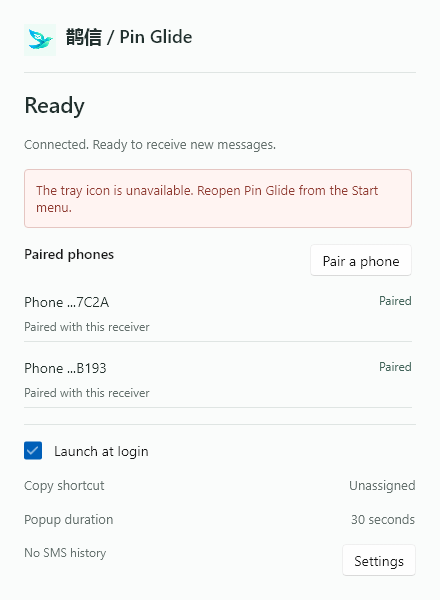 鹊信 / Pin Glide
Ready
Connected. Ready to receive new messages.
The tray icon is unavailable. Reopen Pin Glide from the Start
menu.
Paired phones
Pair a phone
Phone ...7C2A
Paired
Paired with this receiver
Phone ...B193
Paired
Paired with this receiver
Launch at login
Copy shortcut
Unassigned
Popup duration
30 seconds
No SMS history
Settings